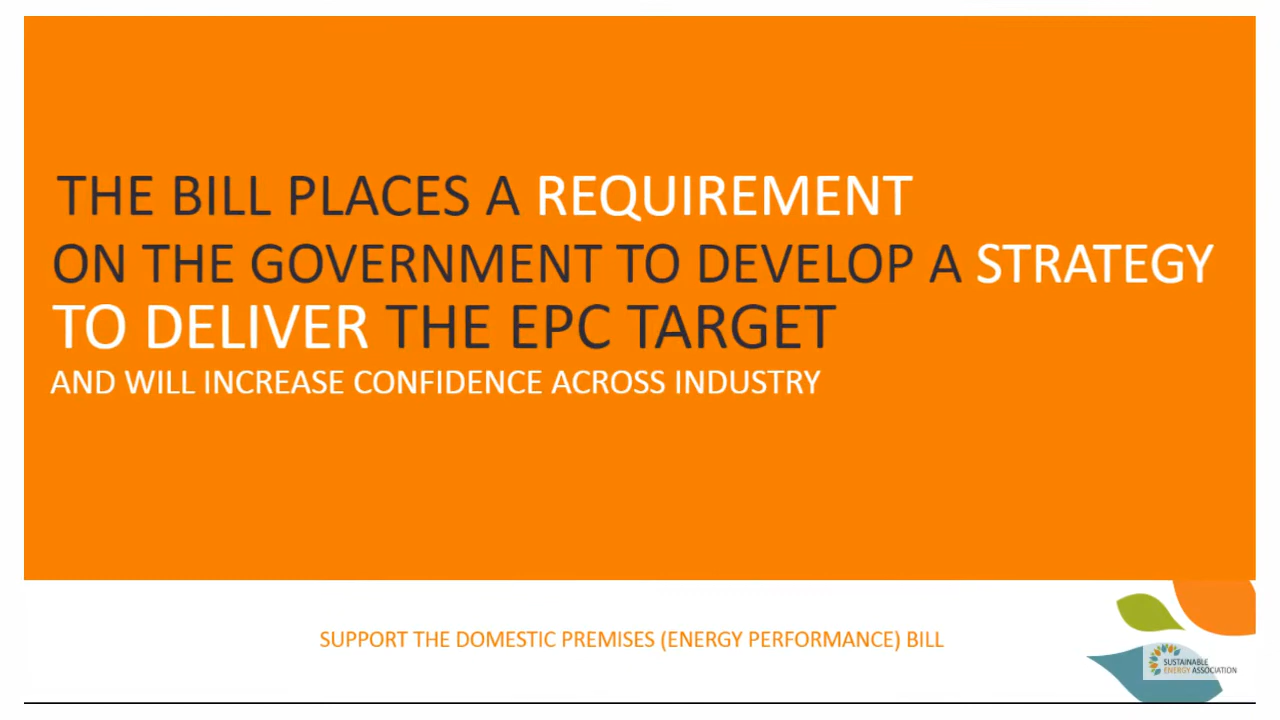 THE BILL PLACES A REQUIREMENT
ON THE GOVERNMENT TO DEVELOP A STRATEGY
TO DELIVER THE EPC TARGET
AND WILL INCREASE CONFIDENCE ACROSS INDUSTRY
SUPPORT THE DOMESTIC PREMISES (ENERGY PERFORMANCE) BILL
SUSTAINABLE
ENERGY ASSOCIATION